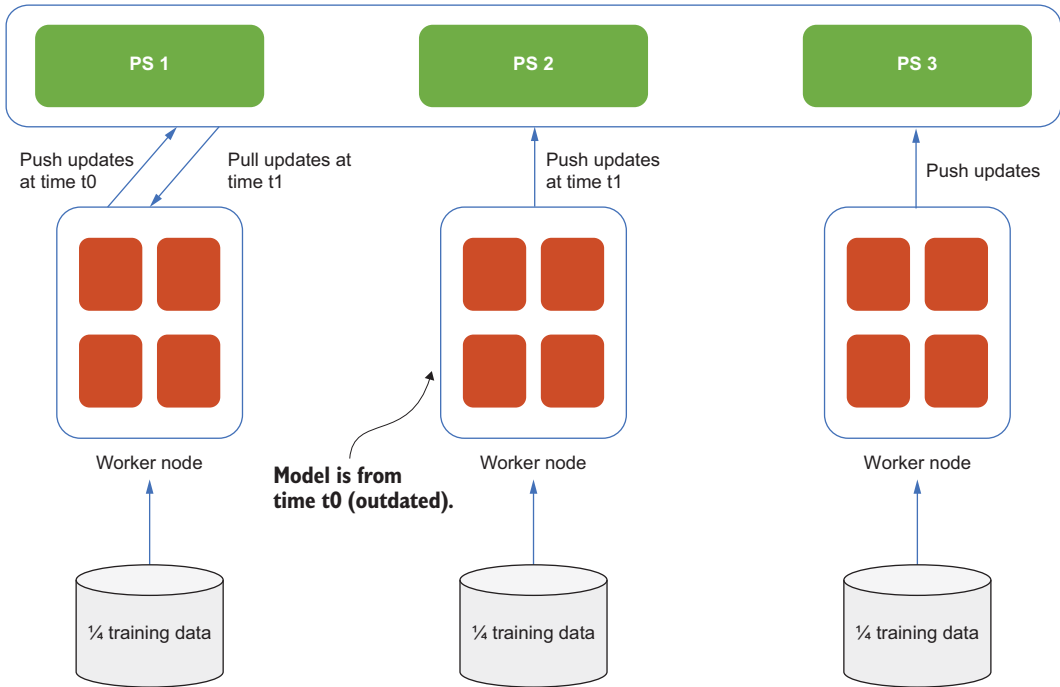 PS 1
PS 2
PS 3
Push updates
at time t0
Pull updates at
time t1
Push updates
at time t1
Push updates
Worker node
Model is from
time t0 (outdated).
Worker node
Worker node
¼ training data
¼ training data
¼ training data